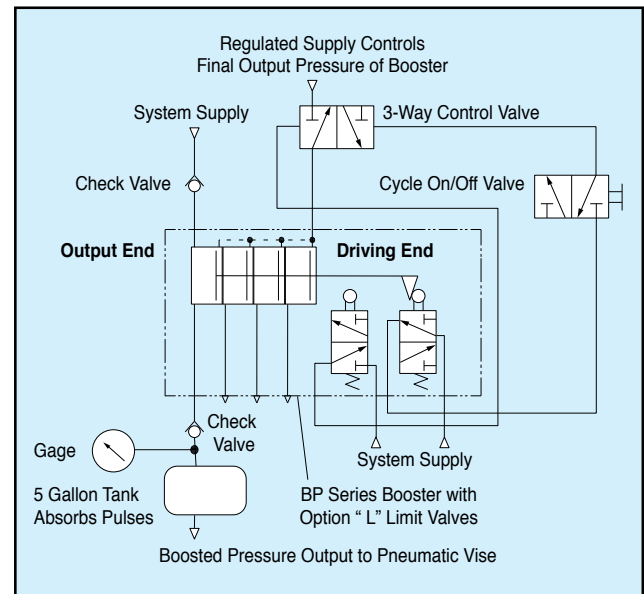 Regulated Supply Controls
Final Output Pressure of Booster
System Supply
3-Way Control Valve
Check Valve
Cycle On/Off Valve
Output End
Driving End
Check
Valve
Gage
System Supply
5 Gallon Tank
Absorbs Pulses
BP Series Booster with
Option “ L” Limit Valves
Boosted Pressure Output to Pneumatic Vise